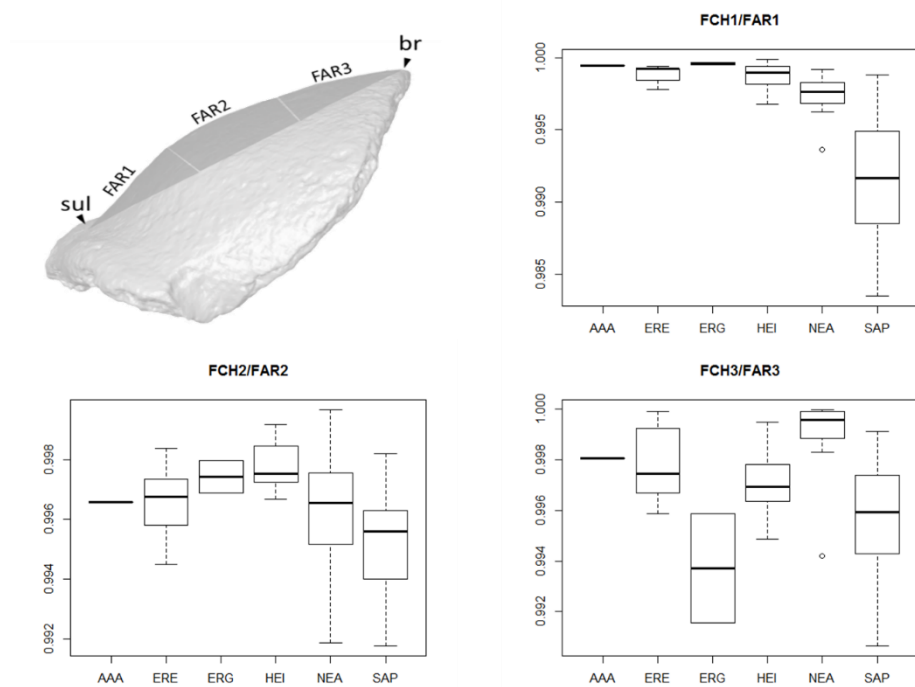 br
FAR3
FAR2
FAR1
sul
FCH1/FAR1
1.000
0.995
0.990
0.985
AAA ERE ERG HEI NEA SAP
FCH2/FAR2
0.998
0.996
0.994
0.992
AAA ERE ERG HEI NEA SAP
FCH3/FAR3
1.000
0.998
0.996
0.994
0.992
AAA ERE ERG HEI NEA SAP